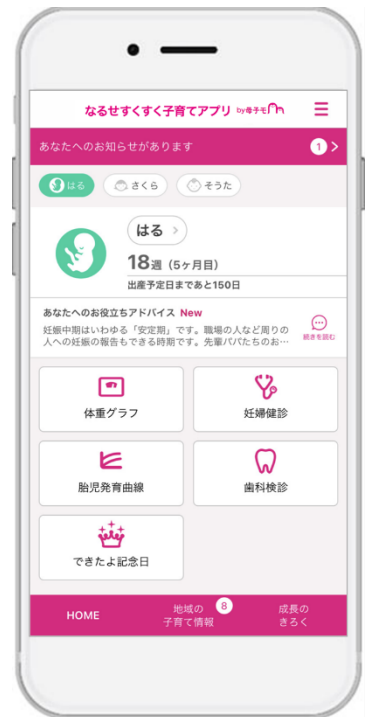 なるせすくすく子育てアプリ by母子モ
あなたへのお知らせがあります 1
はる さくら そうた
はる
18週 (5ヶ月目)
出産予定日まであと150日
あなたへのお役立ちアドバイス New
妊娠中期はいわゆる「安定期」です。職場の人など周りの
人への妊娠の報告もできる時期です。先輩パパたちのお…
続きを読む
体重グラフ 妊婦健診
胎児発育曲線 歯科検診
できたよ記念日
HOME
地域の 8
子育て情報
成長の
きろく